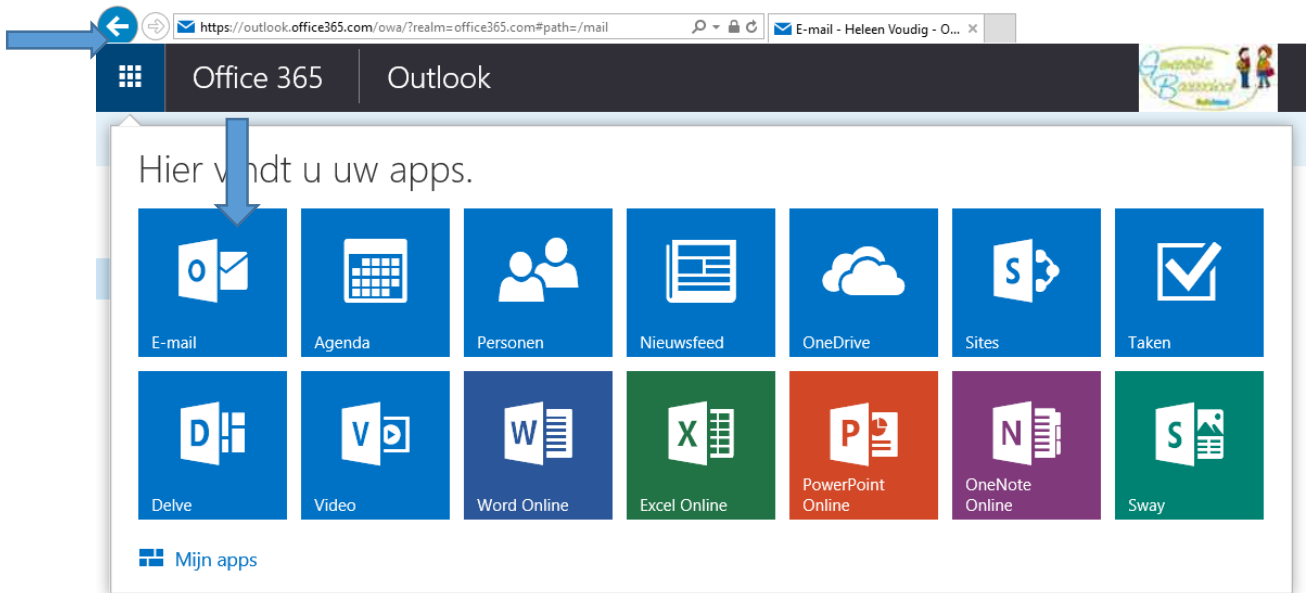 https://outlook.office365.com/owa/?realm=office365.com#path=/mail
E-mail - Heleen Voudig - O...
Office 365
Outlook
Gemeentelijke
Basisschool
Hier vindt u uw apps.
E-mail
Agenda
Personen
Nieuwsfeed
OneDrive
Sites
Taken
Delve
Video
Word Online
Excel Online
PowerPoint
Online
OneNote
Online
Sway
Mijn apps